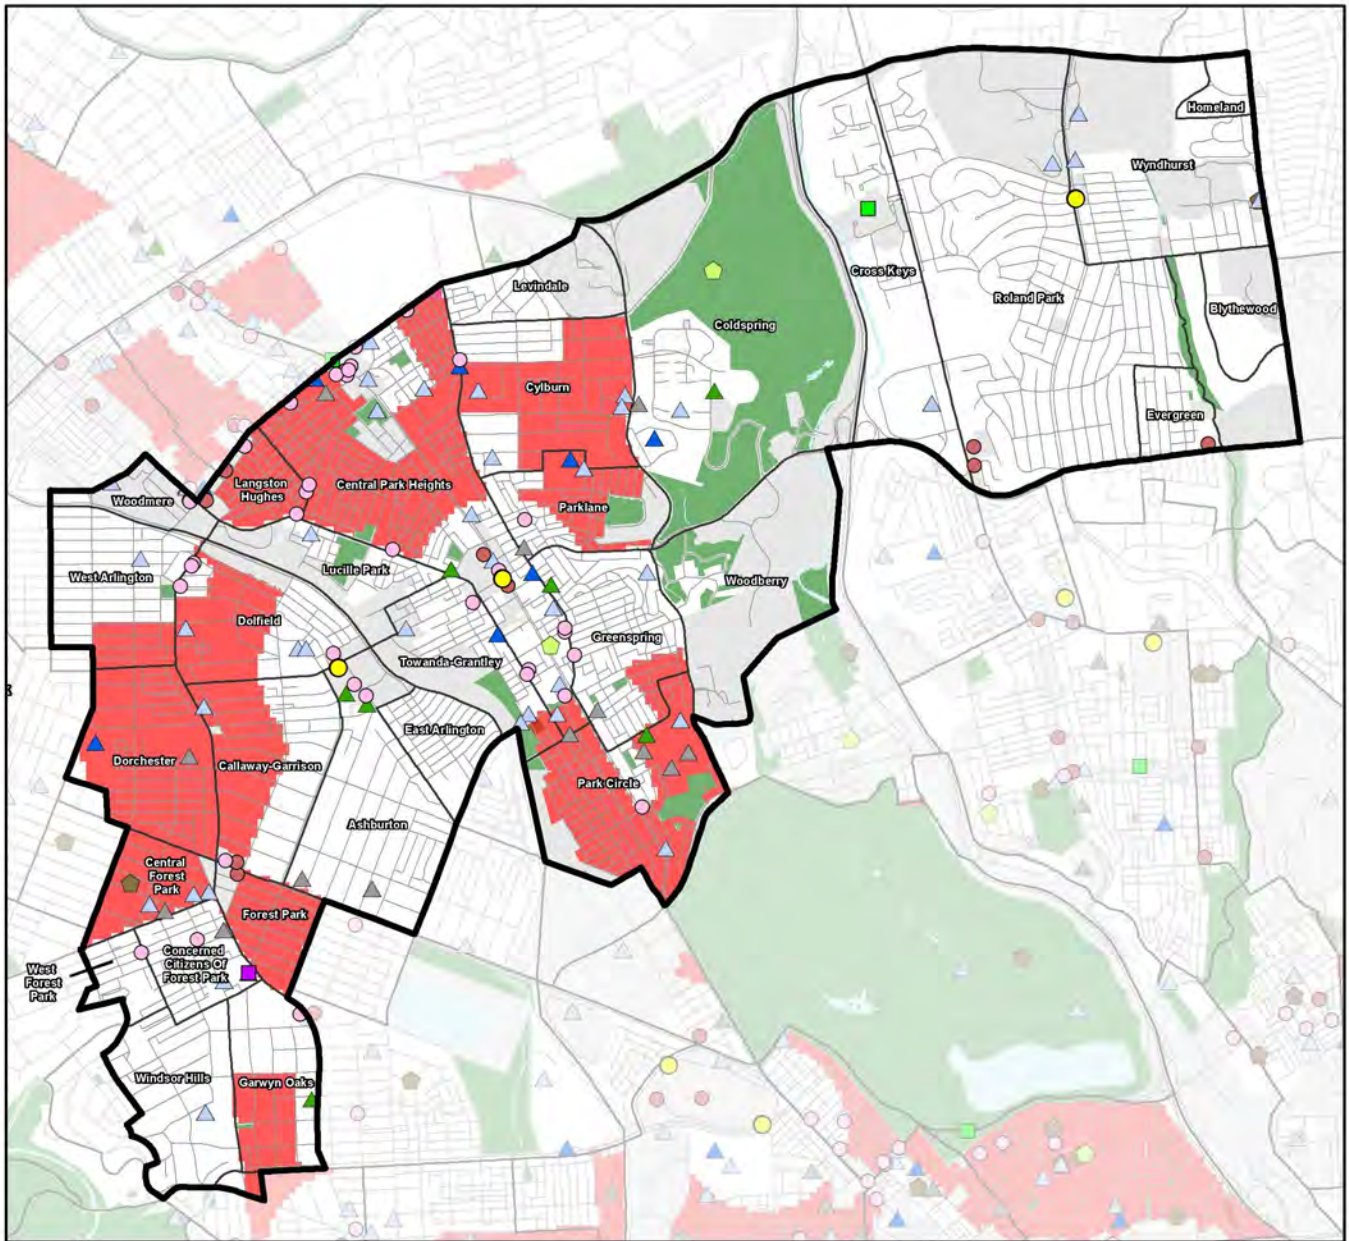 Homeland
Wyndhurst
Cross Keys
Levindale
Roland Park
Blythewood
Coldspring
Cylburn
Evergreen
Langston
Hughes
Central Park Heights
Woodmere
Parklane
West Arlington
Lucille Park
Woodberry
Dolfield
Greenspring
Towanda-Grantley
East Arlington
Dorchester
Callaway-Garrison
Park Circle
Ashburton
Central
Forest
Park
Forest Park
Concerned
Citizens Of
Forest Park
West
Forest
Park
Windsor Hills
Garwyn Oaks